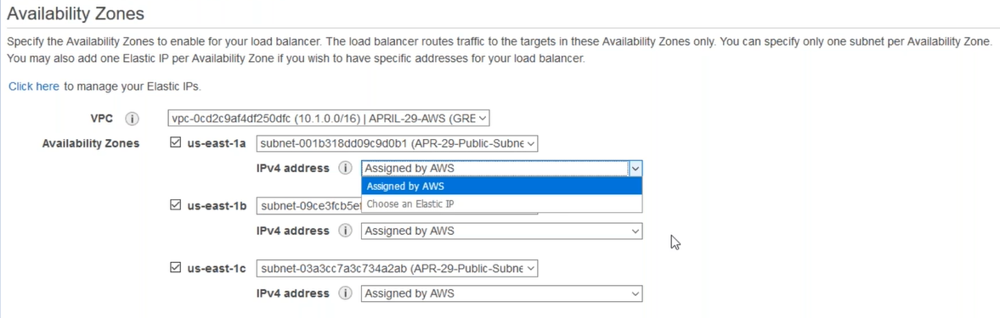 Availability Zones
Specify the Availability Zones to enable for your load balancer. The load balancer routes traffic to the targets in these Availability Zones only. You can specify only one subnet per Availability Zone.
You may also add one Elastic IP per Availability Zone if you wish to have specific addresses for your load balancer.
Click here to manage your Elastic IPs.
VPC i vpc-0cd2c9af4df250dfc (10.1.0.0/16) | APRIL-29-AWS (GRE
Availability Zones us-east-1a subnet-001b318dd09c9d0b1 (APR-29-Public-Subne
IPv4 address i Assigned by AWS
Assigned by AWS
Choose an Elastic IP
us-east-1b subnet-09ce3fcb5e
IPv4 address i Assigned by AWS
us-east-1c subnet-03a3cc7a3c734a2ab (APR-29-Public-Subne
IPv4 address i Assigned by AWS